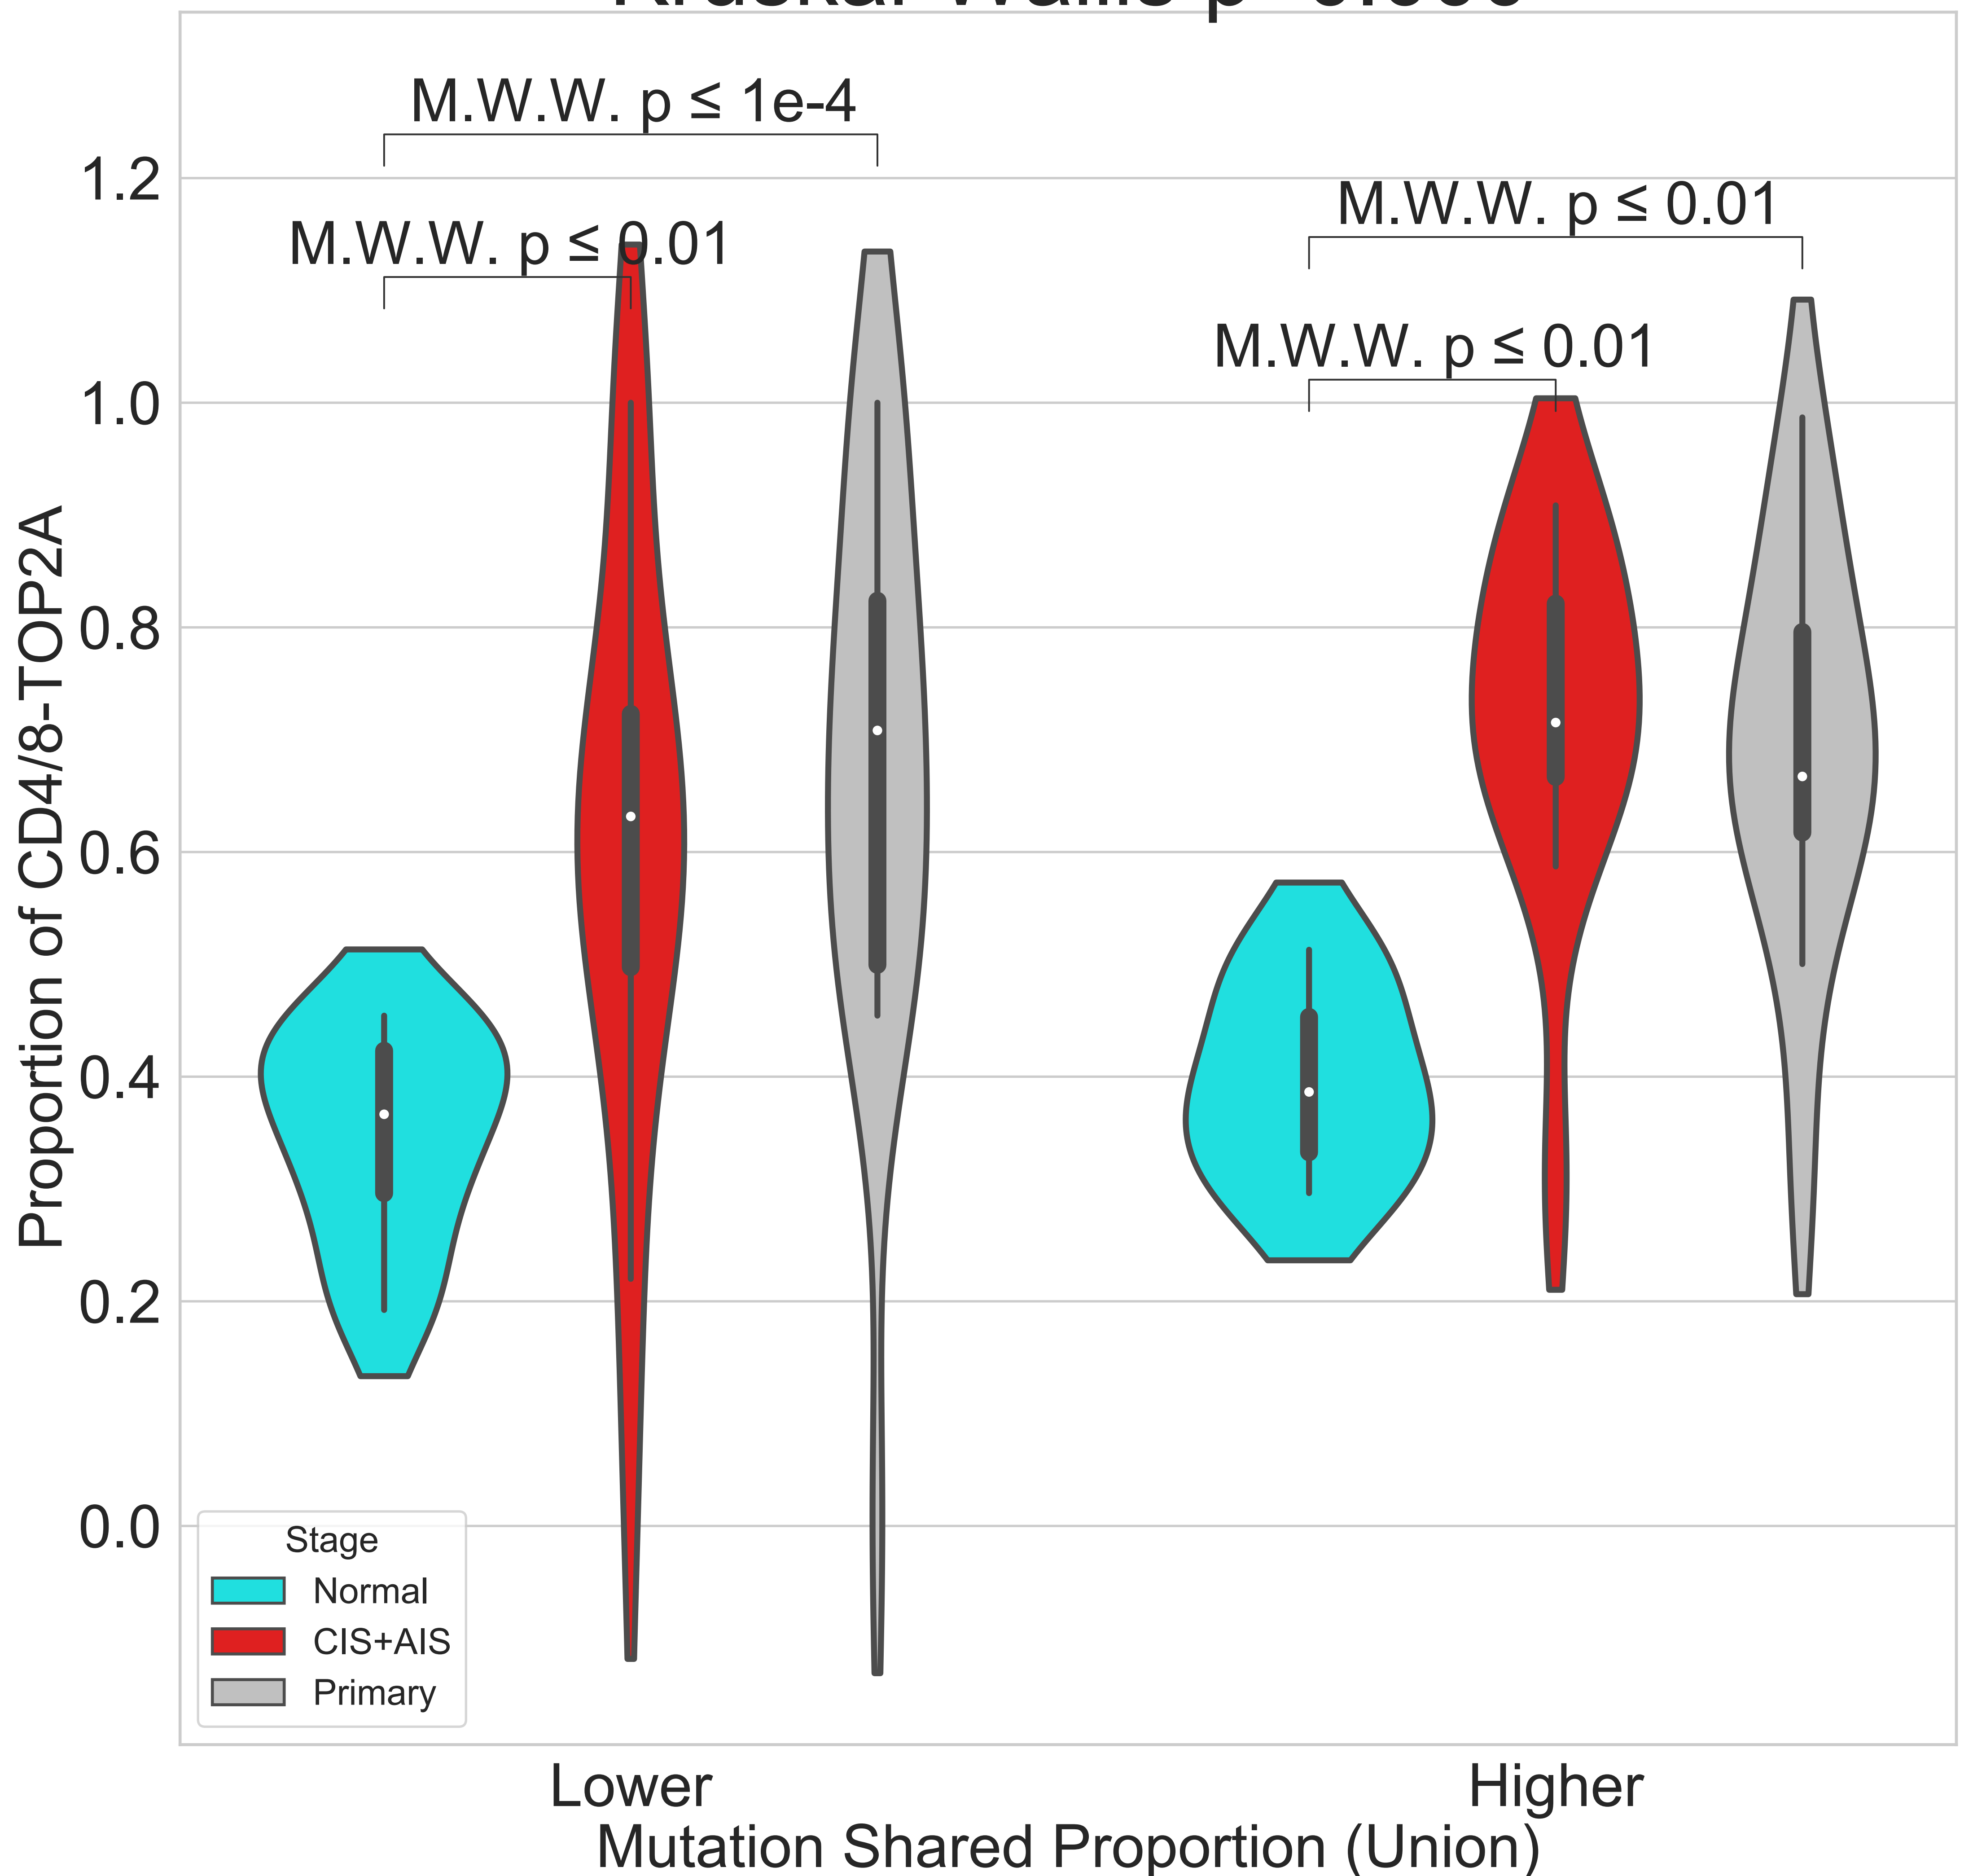 M.W.W. p ≤ 1e-4
M.W.W. p ≤ 0.01
M.W.W. p ≤ 0.01
M.W.W. p ≤ 0.01
Proportion of CD4/8-TOP2A
1.2
1.0
0.8
0.6
0.4
0.2
0.0
Stage
Normal
CIS+AIS
Primary
Lower
Higher
Mutation Shared Proportion (Union)